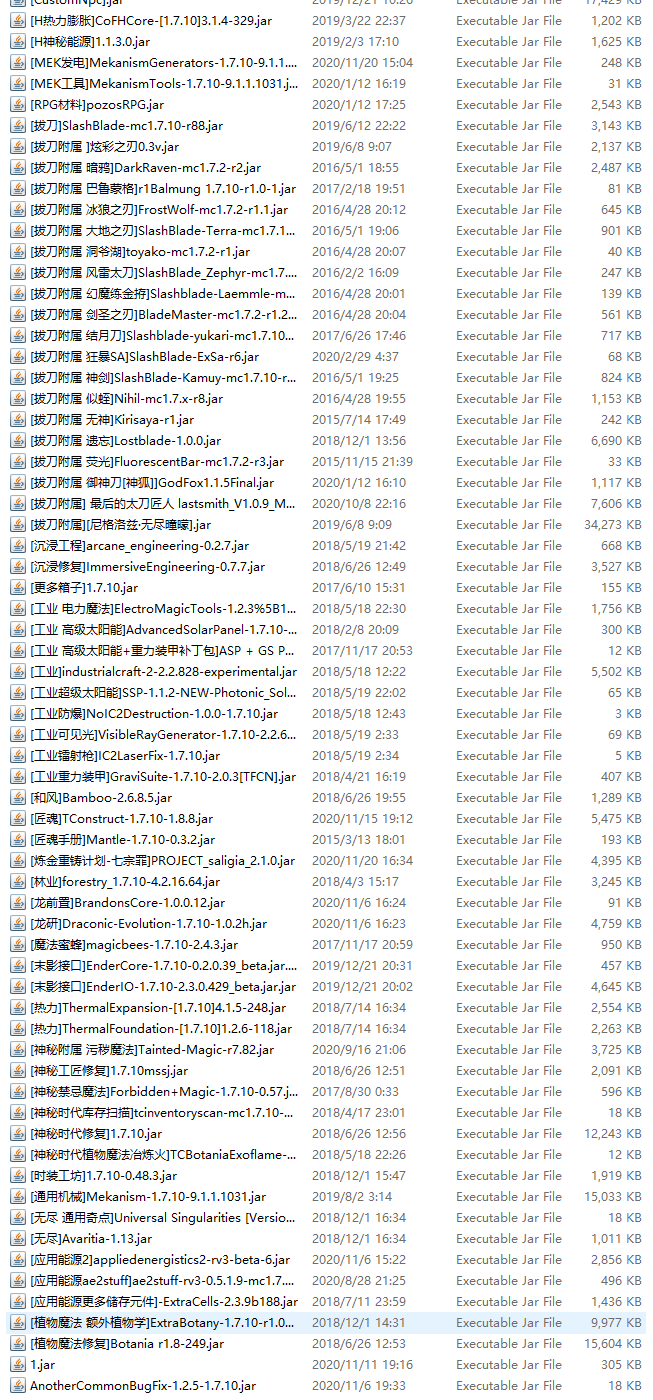 [CustomNpc].jar 2019/12/21 10:26 Executable Jar File 17,429 KB
[H热力膨胀]CoFHCore-[1.7.10]3.1.4-329.jar 2019/3/22 22:37 Executable Jar File 1,202 KB
[H神秘能源]1.1.3.0.jar 2019/2/3 17:10 Executable Jar File 1,625 KB
[MEK发电]MekanismGenerators-1.7.10-9.1.1.... 2020/11/20 15:04 Executable Jar File 248 KB
[MEK工具]MekanismTools-1.7.10-9.1.1.1031.j... 2020/1/12 16:19 Executable Jar File 31 KB
[RPG材料]pozosRPG.jar 2020/1/12 17:25 Executable Jar File 2,543 KB
[拔刀]SlashBlade-mc1.7.10-r88.jar 2019/6/12 22:22 Executable Jar File 3,143 KB
[拔刀附属 ]炫彩之刃0.3v.jar 2019/6/8 9:07 Executable Jar File 2,137 KB
[拔刀附属 暗鸦]DarkRaven-mc1.7.2-r2.jar 2016/5/1 18:55 Executable Jar File 2,487 KB
[拔刀附属 巴鲁蒙格]r1Balmung 1.7.10-r1.0-1.jar 2017/2/18 19:51 Executable Jar File 81 KB
[拔刀附属 冰狼之刃]FrostWolf-mc1.7.2-r1.1.jar 2016/4/28 20:12 Executable Jar File 645 KB
[拔刀附属 大地之刃]SlashBlade-Terra-mc1.7.1... 2016/5/1 19:06 Executable Jar File 901 KB
[拔刀附属 洞爷湖]toyako-mc1.7.2-r1.jar 2016/4/28 20:07 Executable Jar File 40 KB
[拔刀附属 风雷太刀]SlashBlade_Zephyr-mc1.7.... 2016/2/2 16:09 Executable Jar File 247 KB
[拔刀附属 幻魔练金拵]Slashblade-Laemmle-m... 2016/4/28 20:01 Executable Jar File 139 KB
[拔刀附属 剑圣之刃]BladeMaster-mc1.7.2-r1.2... 2016/4/28 20:04 Executable Jar File 561 KB
[拔刀附属 结月刀]Slashblade-yukari-mc1.7.10... 2017/6/26 17:46 Executable Jar File 717 KB
[拔刀附属 狂暴SA]SlashBlade-ExSa-r6.jar 2020/2/29 4:37 Executable Jar File 68 KB
[拔刀附属 神剑]SlashBlade-Kamuy-mc1.7.10-r... 2016/5/1 19:25 Executable Jar File 824 KB
[拔刀附属 似蛭]Nihil-mc1.7.x-r8.jar 2016/4/28 19:55 Executable Jar File 1,153 KB
[拔刀附属 无神]Kirisaya-r1.jar 2015/7/14 17:49 Executable Jar File 242 KB
[拔刀附属 遗忘]Lostblade-1.0.0.jar 2018/12/1 13:56 Executable Jar File 6,690 KB
[拔刀附属 荧光]FluorescentBar-mc1.7.2-r3.jar 2015/11/15 21:39 Executable Jar File 33 KB
[拔刀附属 御神刀[神狐]]GodFox1.1.5Final.jar 2020/1/12 16:10 Executable Jar File 1,117 KB
[拔刀附属] 最后的太刀匠人 lastsmith_V1.0.9_M... 2020/10/8 22:16 Executable Jar File 7,606 KB
[拔刀附属][尼格洛兹·无尽曈曚].jar 2019/6/8 9:09 Executable Jar File 34,273 KB
[沉浸工程]arcane_engineering-0.2.7.jar 2018/5/19 21:42 Executable Jar File 668 KB
[沉浸修复]ImmersiveEngineering-0.7.7.jar 2018/6/26 12:49 Executable Jar File 3,527 KB
[更多箱子]1.7.10.jar 2017/6/10 15:31 Executable Jar File 155 KB
[工业 电力魔法]ElectroMagicTools-1.2.3%5B1... 2018/5/18 22:30 Executable Jar File 1,756 KB
[工业 高级太阳能]AdvancedSolarPanel-1.7.10-... 2018/2/8 20:09 Executable Jar File 300 KB
[工业 高级太阳能+重力装甲补丁包]ASP + GS P... 2017/11/17 20:53 Executable Jar File 12 KB
[工业]industrialcraft-2-2.2.828-experimental.jar 2018/5/18 12:22 Executable Jar File 5,502 KB
[工业超级太阳能]SSP-1.1.2-NEW-Photonic_Sol... 2018/5/19 22:02 Executable Jar File 65 KB
[工业防爆]NoIC2Destruction-1.0.0-1.7.10.jar 2018/5/18 12:43 Executable Jar File 3 KB
[工业可见光]VisibleRayGenerator-1.7.10-2.2.6... 2018/5/19 2:33 Executable Jar File 69 KB
[工业镭射枪]IC2LaserFix-1.7.10.jar 2018/5/19 2:34 Executable Jar File 5 KB
[工业重力装甲]GraviSuite-1.7.10-2.0.3[TFCN].jar 2018/4/21 16:19 Executable Jar File 407 KB
[和风]Bamboo-2.6.8.5.jar 2018/6/26 19:55 Executable Jar File 1,289 KB
[匠魂]TConstruct-1.7.10-1.8.8.jar 2020/11/15 19:12 Executable Jar File 5,475 KB
[匠魂手册]Mantle-1.7.10-0.3.2.jar 2015/3/13 18:01 Executable Jar File 193 KB
[炼金重铸计划-七宗罪]PROJECT_saligia_2.1.0.jar 2020/11/20 16:34 Executable Jar File 4,395 KB
[林业]forestry_1.7.10-4.2.16.64.jar 2018/4/3 15:17 Executable Jar File 3,245 KB
[龙前置]BrandonsCore-1.0.0.12.jar 2020/11/6 16:24 Executable Jar File 91 KB
[龙研]Draconic-Evolution-1.7.10-1.0.2h.jar 2020/11/6 16:23 Executable Jar File 4,759 KB
[魔法蜜蜂]magicbees-1.7.10-2.4.3.jar 2017/11/17 20:59 Executable Jar File 950 KB
[末影接口]EnderCore-1.7.10-0.2.0.39_beta.jar.... 2019/12/21 20:31 Executable Jar File 457 KB
[末影接口]EnderIO-1.7.10-2.3.0.429_beta.jar.jar 2019/12/21 20:02 Executable Jar File 4,645 KB
[热力]ThermalExpansion-[1.7.10]4.1.5-248.jar 2018/7/14 16:34 Executable Jar File 2,554 KB
[热力]ThermalFoundation-[1.7.10]1.2.6-118.jar 2018/7/14 16:34 Executable Jar File 2,263 KB
[神秘附属 污秽魔法]Tainted-Magic-r7.82.jar 2020/9/16 21:06 Executable Jar File 3,725 KB
[神秘工匠修复]1.7.10mssj.jar 2018/6/26 12:51 Executable Jar File 2,091 KB
[神秘禁忌魔法]Forbidden+Magic-1.7.10-0.57.j... 2017/8/30 0:33 Executable Jar File 596 KB
[神秘时代库存扫描]tcinventoryscan-mc1.7.10-... 2018/4/17 23:01 Executable Jar File 18 KB
[神秘时代修复]1.7.10.jar 2018/6/26 12:56 Executable Jar File 12,243 KB
[神秘时代植物魔法冶炼火]TCBotaniaExoflame-... 2018/5/18 22:26 Executable Jar File 12 KB
[时装工坊]1.7.10-0.48.3.jar 2018/12/1 15:47 Executable Jar File 1,919 KB
[通用机械]Mekanism-1.7.10-9.1.1.1031.jar 2019/8/2 3:14 Executable Jar File 15,033 KB
[无尽 通用奇点]Universal Singularities [Versio... 2018/12/1 16:34 Executable Jar File 18 KB
[无尽]Avaritia-1.13.jar 2018/12/1 16:34 Executable Jar File 1,011 KB
[应用能源2]appliedenergistics2-rv3-beta-6.jar 2020/11/6 15:22 Executable Jar File 2,856 KB
[应用能源ae2stuff]ae2stuff-rv3-0.5.1.9-mc1.7.... 2020/8/28 21:25 Executable Jar File 496 KB
[应用能源更多储存元件]-ExtraCells-2.3.9b188.jar 2018/7/11 23:59 Executable Jar File 1,436 KB
[植物魔法 额外植物学]ExtraBotany-1.7.10-r1.0... 2018/12/1 14:31 Executable Jar File 9,977 KB
[植物魔法修复]Botania r1.8-249.jar 2018/6/26 12:53 Executable Jar File 15,604 KB
1.jar 2020/11/11 19:16 Executable Jar File 305 KB
AnotherCommonBugFix-1.2.5-1.7.10.jar 2020/11/6 19:33 Executable Jar File 18 KB